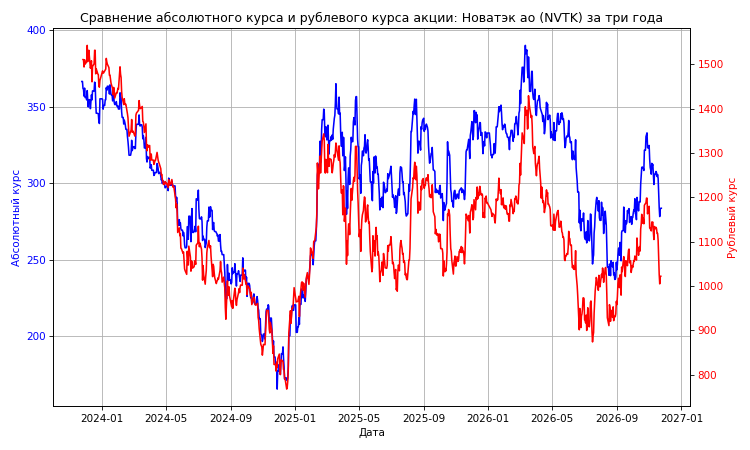 Сравнение абсолютного курса и рублевого курса акции: Новатэк ао (NVTK) за три года
400
350
300
250
200
Абсолютный курс
1500
1400
1300
1200
1100
1000
900
800
Рублевый курс
2024-01 2024-05 2024-09 2025-01 2025-05 2025-09 2026-01 2026-05 2026-09 2027-01
Дата